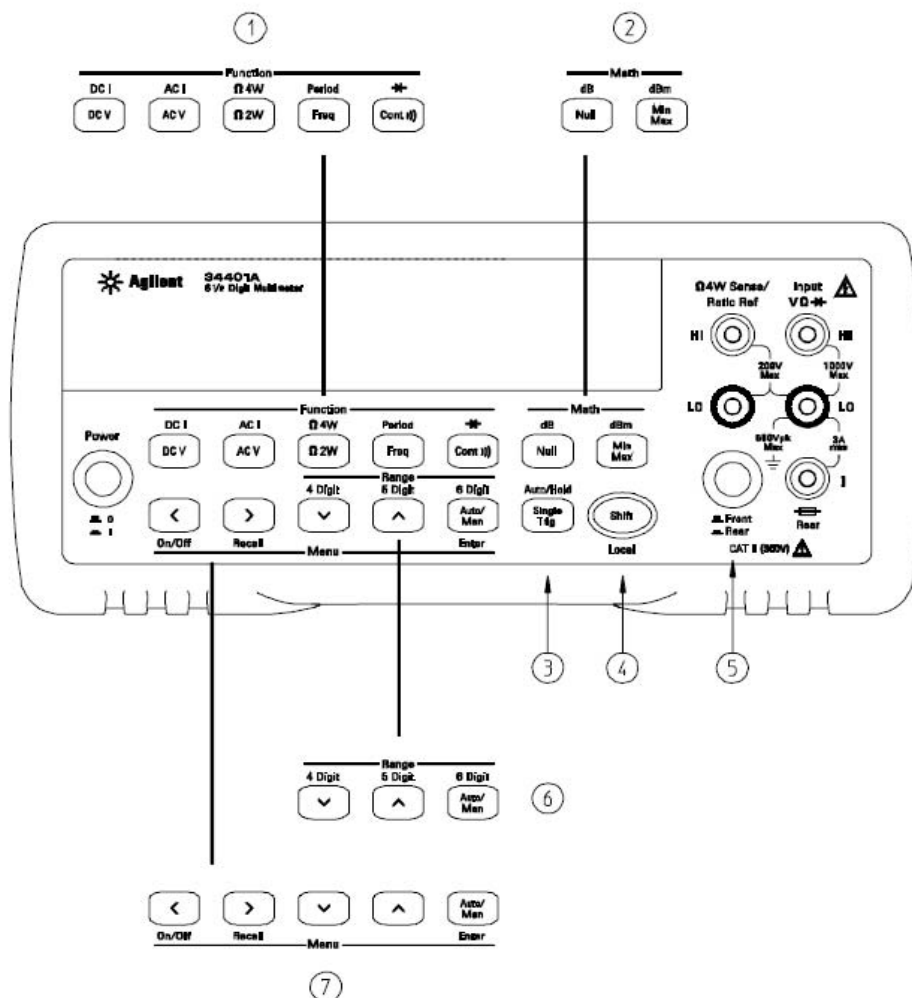 1 2
Function Math
DC I AC I Ω 4W Period dB dBm
DC V AC V Ω 2W Freq Cont Null Min Max
Agilent 34401A
6 ½ Digit Multimeter
Ω4W Sense/ Ratio Ref
Input VΩ
HI HI
200V Max 1000V Max
LO LO
500Vpk Max 3A
I
Power
0
I
Function Math
DC I AC I Ω 4W Period dB dBm
DC V AC V Ω 2W Freq Cont Null Min Max
Range
4 Digit 5 Digit 6 Digit Auto/Hold
< > Auto/ Man Single Trig Shift
On/Off Recall Enter Local
Menu
Front
Rear
Rear
CAT II (300V)
3 4 5
Range
4 Digit 5 Digit 6 Digit
Auto/ Man
6
< > Auto/ Man
On/Off Recall Enter
Menu
7